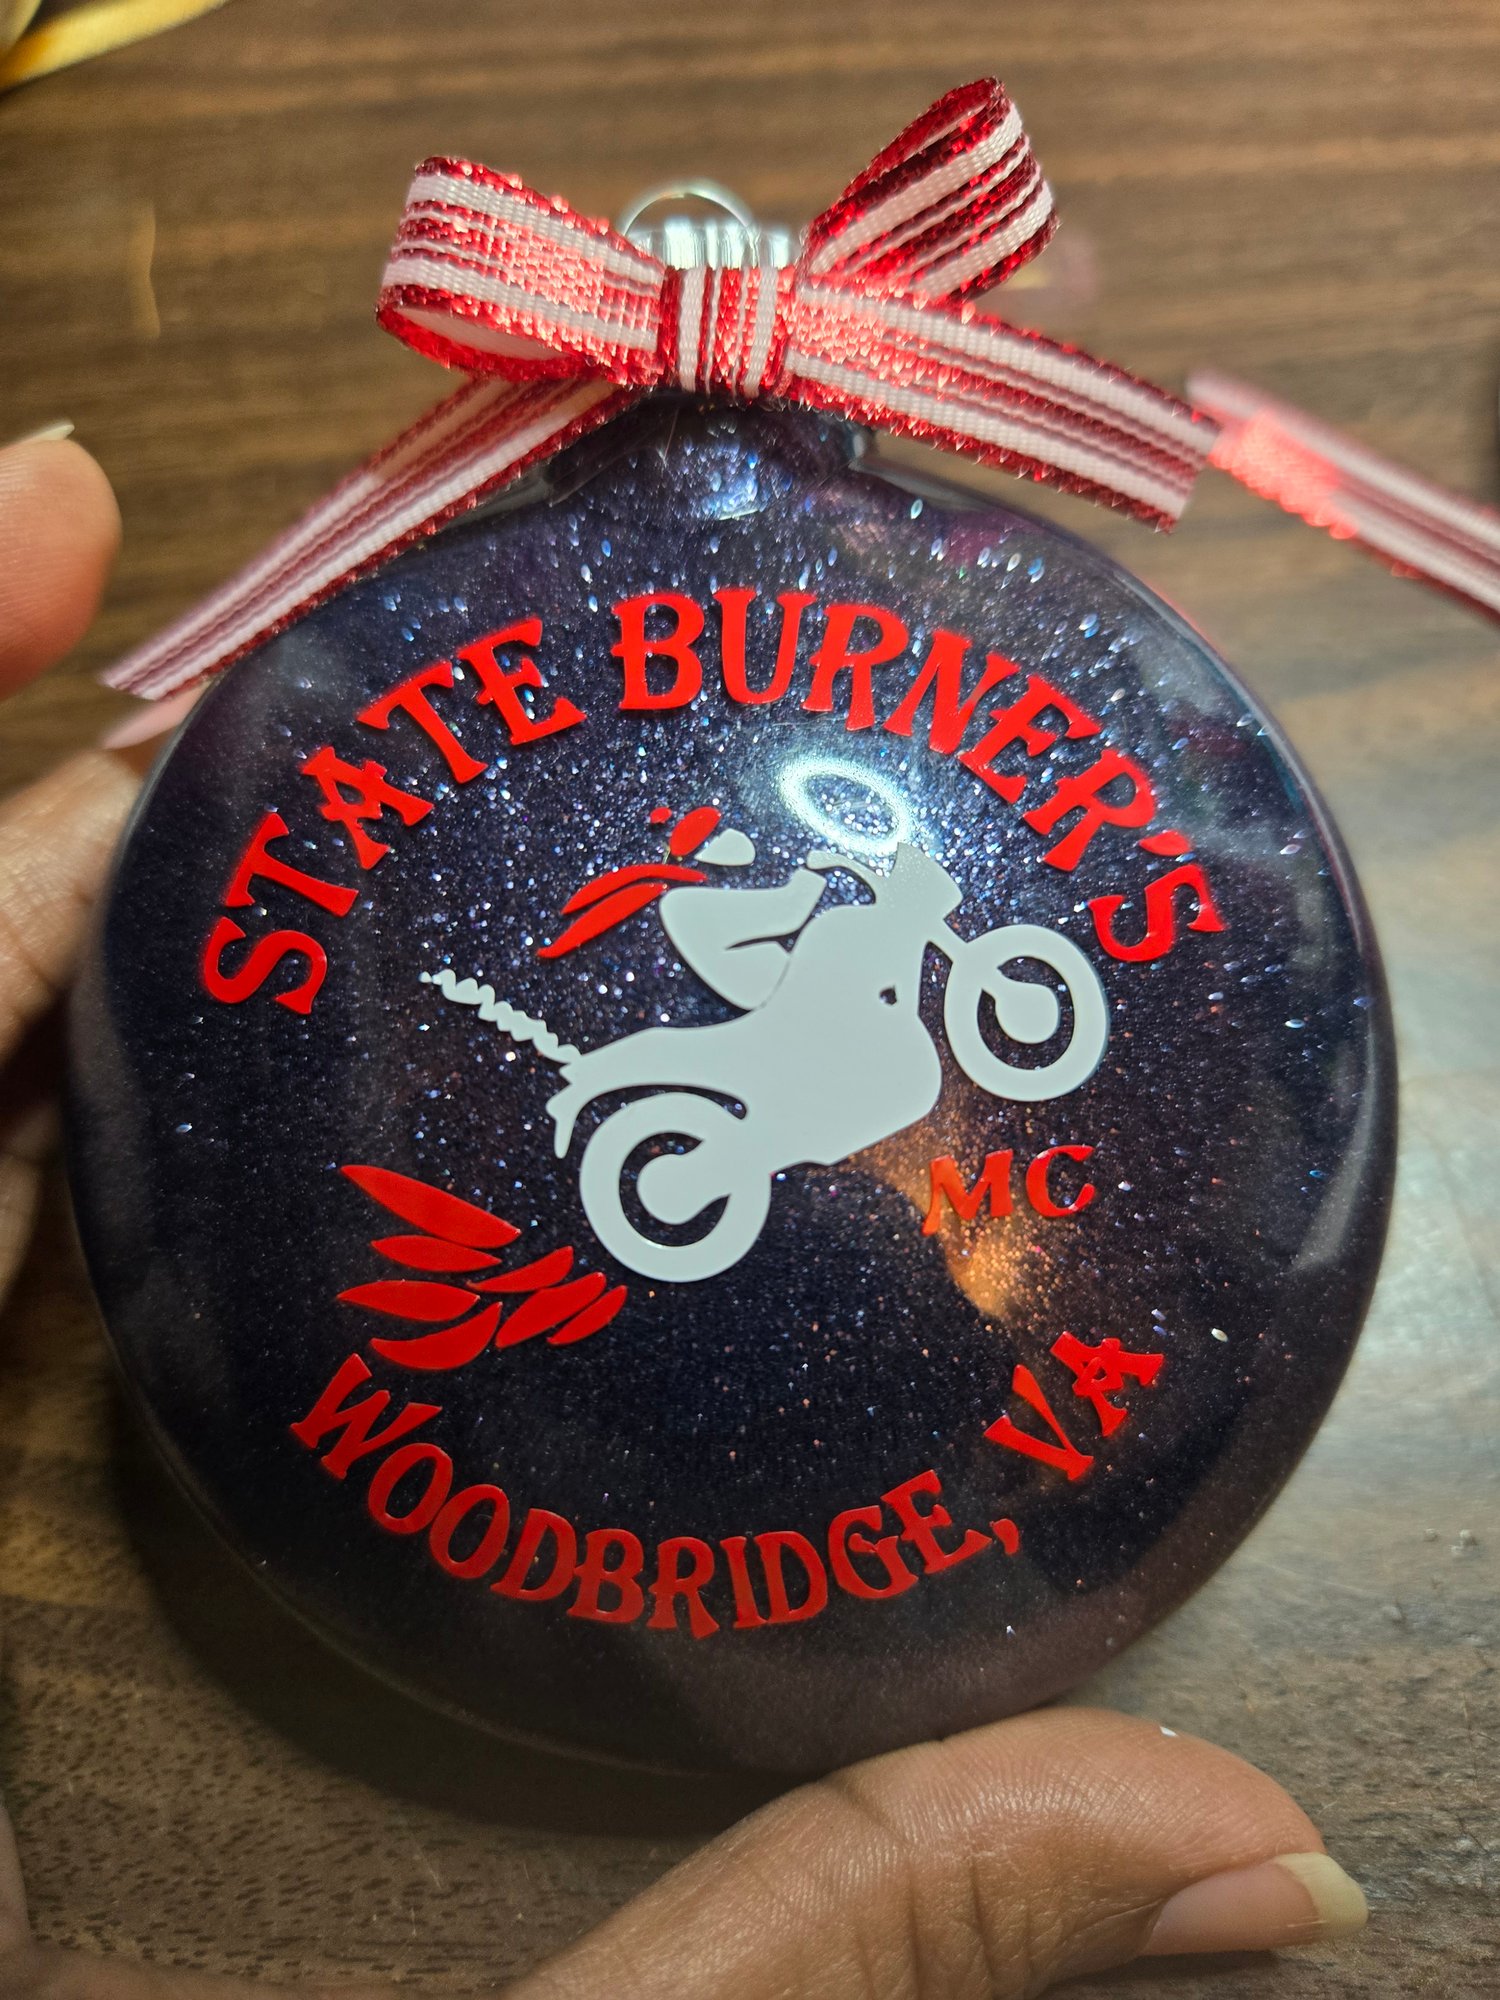 STATE BURNER'S
MC
WOODBRIDGE, VA